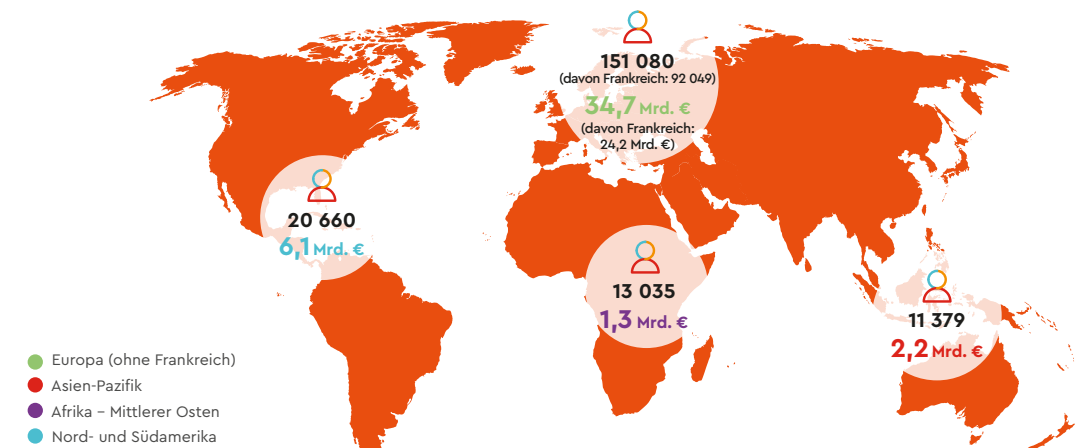 151 080
(davon Frankreich: 92 049)
34,7 Mrd. €
(davon Frankreich:
24,2 Mrd. €)
20 660
6,1 Mrd. €
13 035
1,3 Mrd. €
11 379
2,2 Mrd. €
Europa (ohne Frankreich)
Asien-Pazifik
Afrika – Mittlerer Osten
Nord- und Südamerika